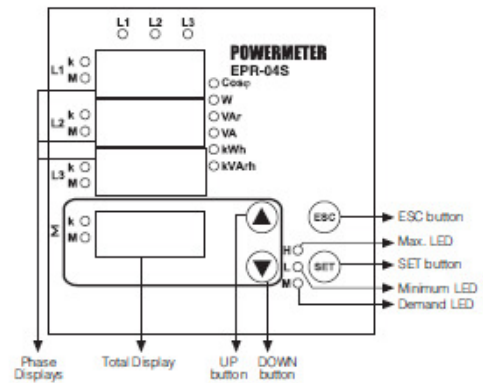 L1 L2 L3
POWERMETER
EPR-04S
L1 k
M
Cosφ
W
L2 k
M
VAr
VA
kWh
L3 k
M
kVArh
Σ k
M
ESC
ESC button
H
Max. LED
L
SET
SET button
M
Minimum LED
Demand LED
Phase Displays
Total Display
UP button
DOWN button